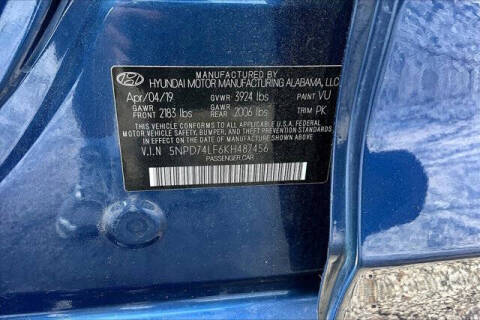 MANUFACTURED BY
HYUNDAI MOTOR MANUFACTURING ALABAMA, LLC
Apr/04/19 GVWR 3924 lbs PAINT VU
GAWR FRONT 2183 lbs GAWR REAR 2006 lbs TRIM PK
THIS VEHICLE CONFORMS TO ALL APPLICABLE U.S.A. FEDERAL
MOTOR VEHICLE SAFETY, BUMPER, AND THEFT PREVENTION STANDARDS
IN EFFECT ON THE DATE OF MANUFACTURE SHOWN ABOVE.
V.I.N 5NPD74LF6KH487456
PASSENGER CAR